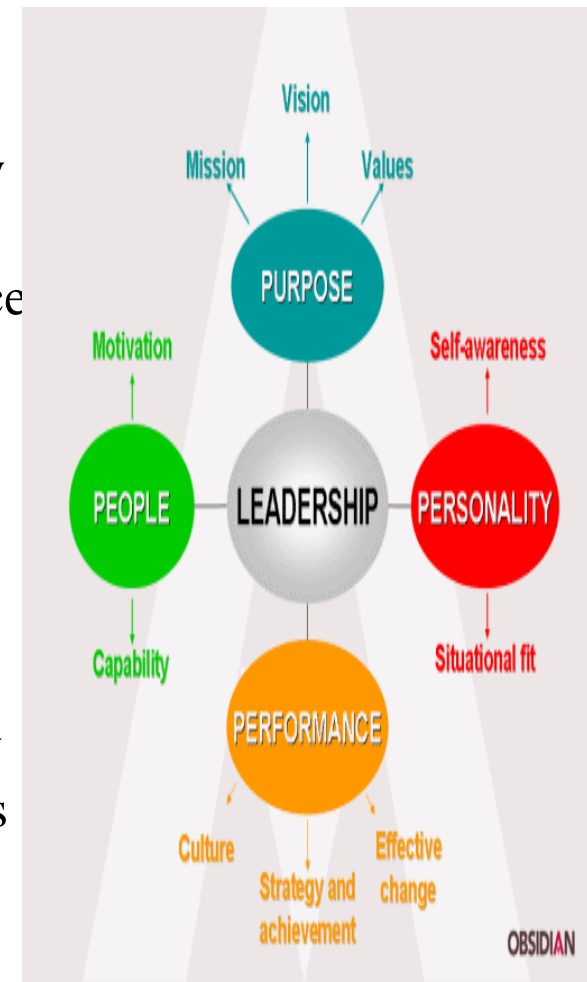 Vision
Mission
Values
PURPOSE
Motivation
Self-awareness
PEOPLE
LEADERSHIP
PERSONALITY
Capability
Situational fit
PERFORMANCE
Culture
Strategy and
achievement
Effective
change
OBSIDIAN